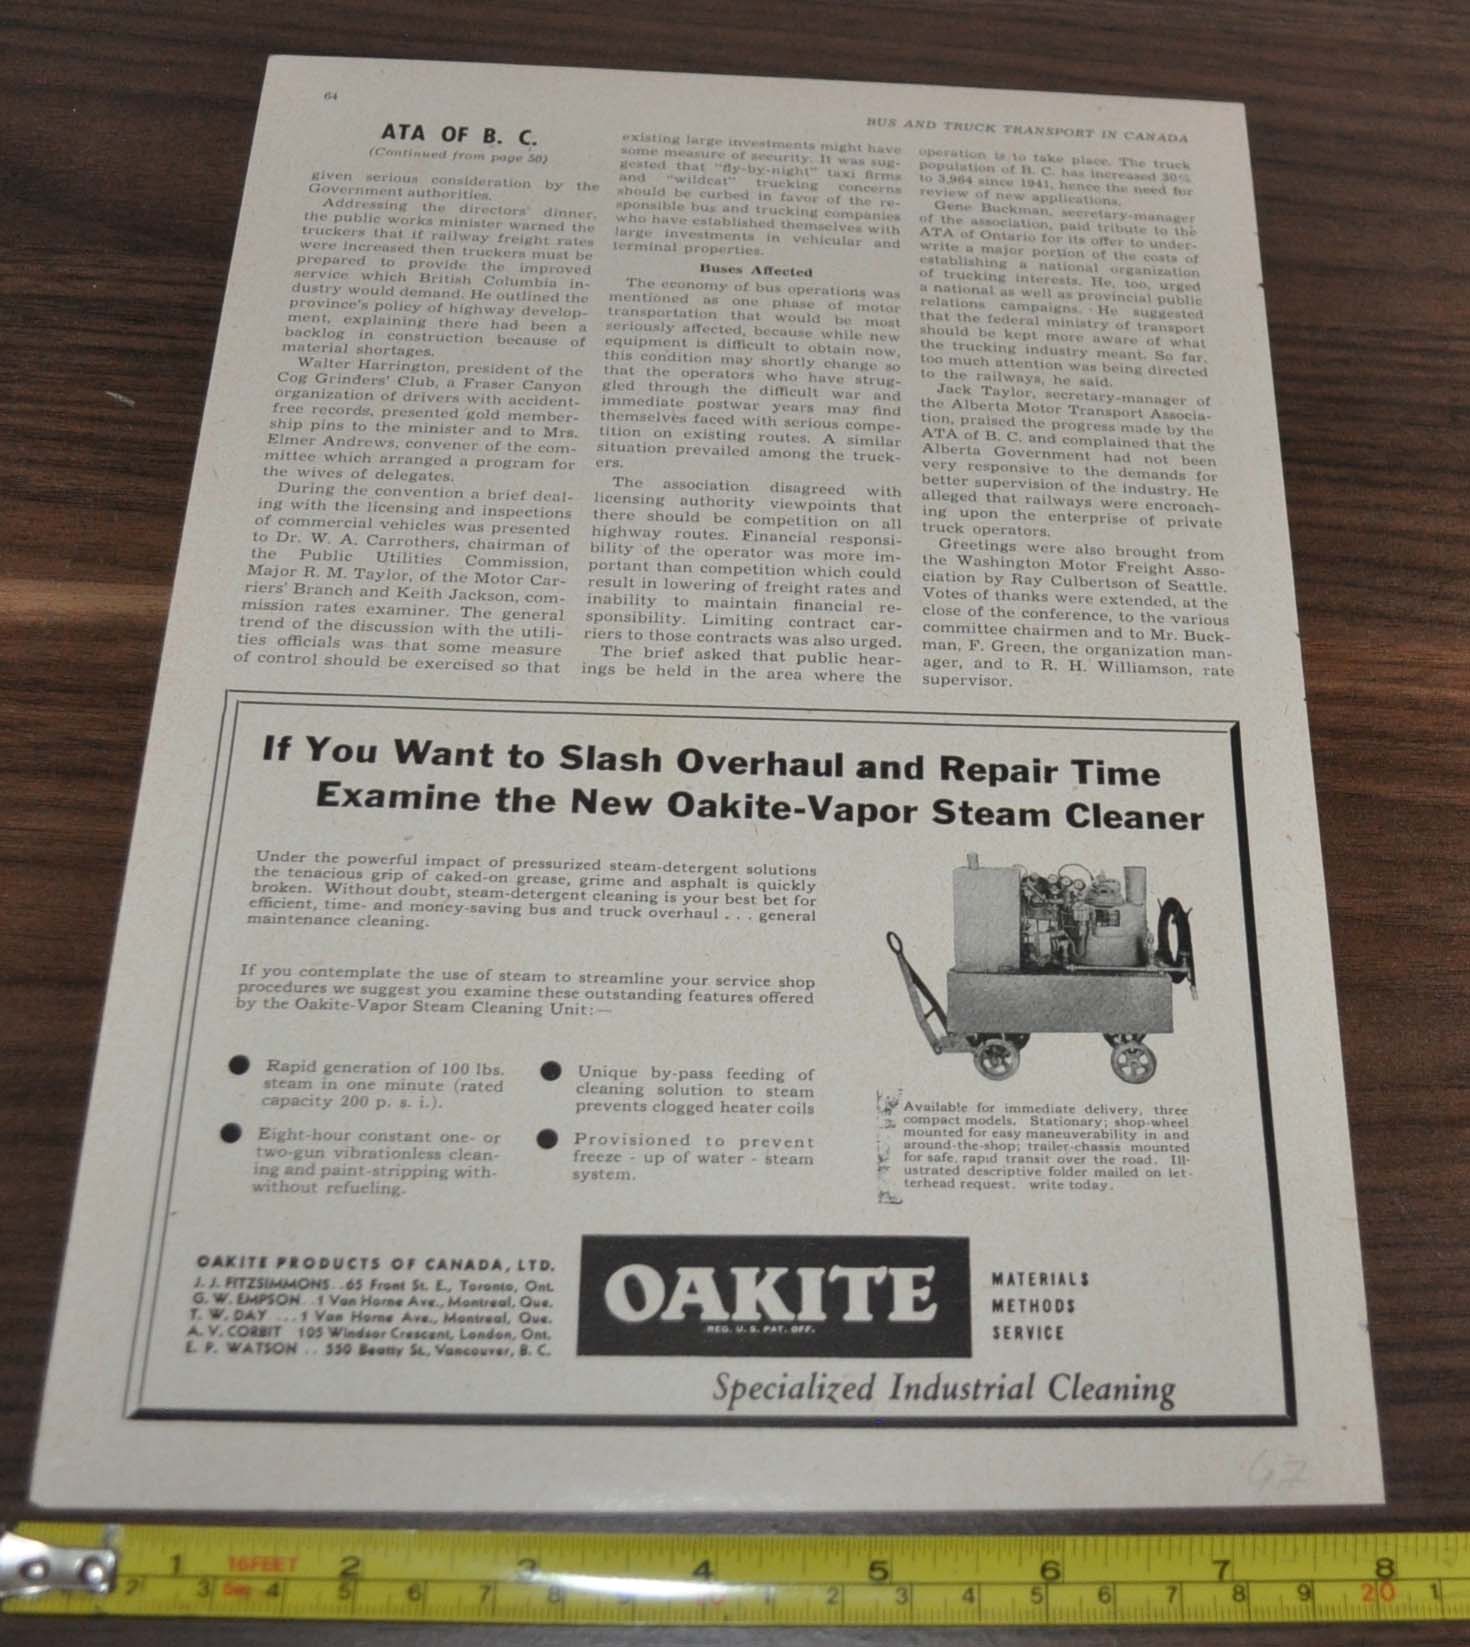 64
BUS AND TRUCK TRANSPORT IN CANADA
ATA OF B. C.
(Continued from page 50)
given serious consideration by the
Government authorities.
Addressing the directors' dinner,
the public works minister warned the
truckers that if railway freight rates
were increased then truckers must be
prepared to provide the improved
service which British Columbia in-
dustry would demand. He outlined the
province's policy of highway develop-
ment, explaining there had been a
backlog in construction because of
material shortages.
Walter Harrington, president of the
Cog Grinders' Club, a Fraser Canyon
organization of drivers with accident-
free records, presented gold member-
ship pins to the minister and to Mrs.
Elmer Andrews, convener of the com-
mittee which arranged a program for
the wives of delegates.
During the convention a brief deal-
ing with the licensing and inspections
of commercial vehicles was presented
to Dr. W. A. Carrothers, chairman of
the Public Utilities Commission,
Major R. M. Taylor, of the Motor Car-
riers' Branch and Keith Jackson, com-
mission rates examiner. The general
trend of the discussion with the utili-
ties officials was that some measure
of control should be exercised so that
existing large investments might have
some measure of security. It was sug-
gested that "fly-by-night" taxi firms
and "wildcat" trucking concerns
should be curbed in favor of the re-
sponsible bus and trucking companies
who have established themselves with
large investments in vehicular and
terminal properties.
Buses Affected
The economy of bus operations was
mentioned as one phase of motor
transportation that would be most
seriously affected, because while new
equipment is difficult to obtain now,
this condition may shortly change so
that the operators who have strug-
gled through the difficult war and
immediate postwar years may find
themselves faced with serious compe-
tition on existing routes. A similar
situation prevailed among the truck-
ers.
The association disagreed with
licensing authority viewpoints that
there should be competition on all
highway routes. Financial responsi-
bility of the operator was more im-
portant than competition which could
result in lowering of freight rates and
inability to maintain financial re-
sponsibility. Limiting contract car-
riers to those contracts was also urged.
The brief asked that public hear-
ings be held in the area where the
operation is to take place. The truck
population of B. C. has increased 30%
to 3,964 since 1941, hence the need for
review of new applications.
Gene Buckman, secretary-manager
of the association, paid tribute to the
ATA of Ontario for its offer to under-
write a major portion of the costs of
establishing a national organization
of trucking interests. He, too, urged
a national as well as provincial public
relations campaigns. He suggested
that the federal ministry of transport
should be kept more aware of what
the trucking industry meant. So far,
too much attention was being directed
to the railways, he said.
Jack Taylor, secretary-manager of
the Alberta Motor Transport Associa-
tion, praised the progress made by the
ATA of B. C. and complained that the
Alberta Government had not been
very responsive to the demands for
better supervision of the industry. He
alleged that railways were encroach-
ing upon the enterprise of private
truck operators.
Greetings were also brought from
the Washington Motor Freight Asso-
ciation by Ray Culbertson of Seattle.
Votes of thanks were extended, at the
close of the conference, to the various
committee chairmen and to Mr. Buck-
man, F. Green, the organization man-
ager, and to R. H. Williamson, rate
supervisor.
If You Want to Slash Overhaul and Repair Time
Examine the New Oakite-Vapor Steam Cleaner
Under the powerful impact of pressurized steam-detergent solutions
the tenacious grip of caked-on grease, grime and asphalt is quickly
broken. Without doubt, steam-detergent cleaning is your best bet for
efficient, time- and money-saving bus and truck overhaul . . . general
maintenance cleaning.
If you contemplate the use of steam to streamline your service shop
procedures we suggest you examine these outstanding features offered
by the Oakite-Vapor Steam Cleaning Unit:—
● Rapid generation of 100 lbs.
steam in one minute (rated
capacity 200 p. s. i.).
● Eight-hour constant one- or
two-gun vibrationless clean-
ing and paint-stripping with-
without refueling.
● Unique by-pass feeding of
cleaning solution to steam
prevents clogged heater coils
● Provisioned to prevent
freeze - up of water - steam
system.
Available for immediate delivery, three
compact models. Stationary; shop-wheel
mounted for easy maneuverability in and
around-the-shop; trailer-chassis mounted
for safe, rapid transit over the road. Ill-
ustrated descriptive folder mailed on let-
terhead request. write today.
OAKITE PRODUCTS OF CANADA, LTD.
J. J. FITZSIMMONS . . 65 Front St. E., Toronto, Ont.
G. W. EMPSON . 1 Van Horne Ave., Montreal, Que.
T. W. DAY . . . 1 Van Horne Ave., Montreal, Que.
A. V. CORBIT 105 Windsor Crescent, London, Ont.
E. P. WATSON . . 550 Beatty St., Vancouver, B. C.
OAKITE
REG. U. S. PAT. OFF.
MATERIALS
METHODS
SERVICE
Specialized Industrial Cleaning
GZ
1 16FEET 2 3 4 5 6 7 8
2 3 5m 4 5 6 7 8 10 1 2 3 4 5 6 7 8 9 20 1